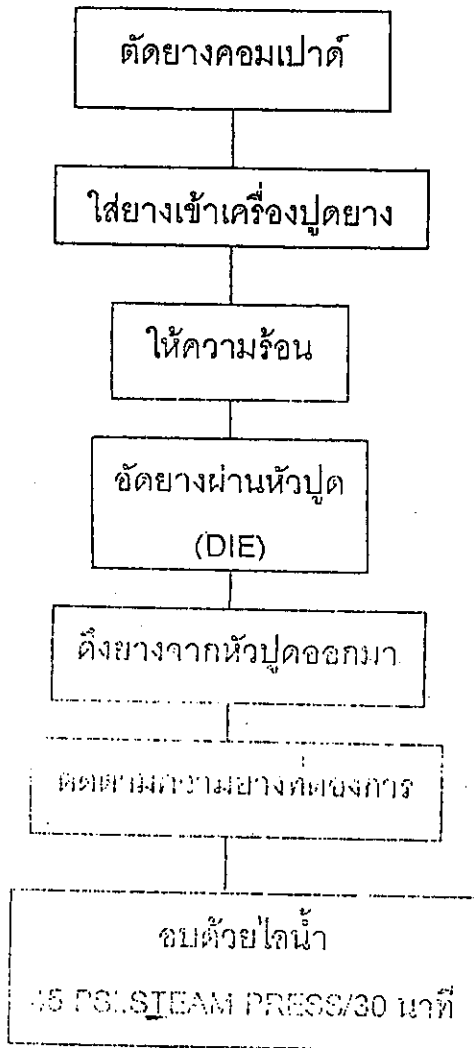 ตัดยางคอมเปาด์
ใส่ยางเข้าเครื่องปูดยาง
ให้ความร้อน
อัดยางผ่านหัวปูด
(DIE)
ดึงยางจากหัวปูดออกมา
อบด้วยไอน้ำ
PSI.STEAM PRESS/30 นาที